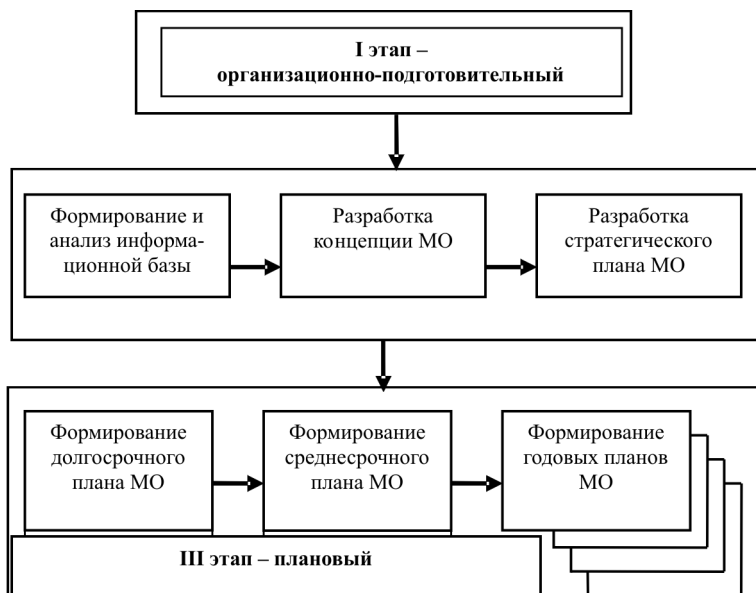 I этап –
организационно-подготовительный
Формирование и
анализ информа-
ционной базы
Разработка
концепции МО
Разработка
стратегического
плана МО
Формирование
долгосрочного
плана МО
Формирование
среднесрочного
плана МО
Формирование
годовых планов
МО
III этап – плановый